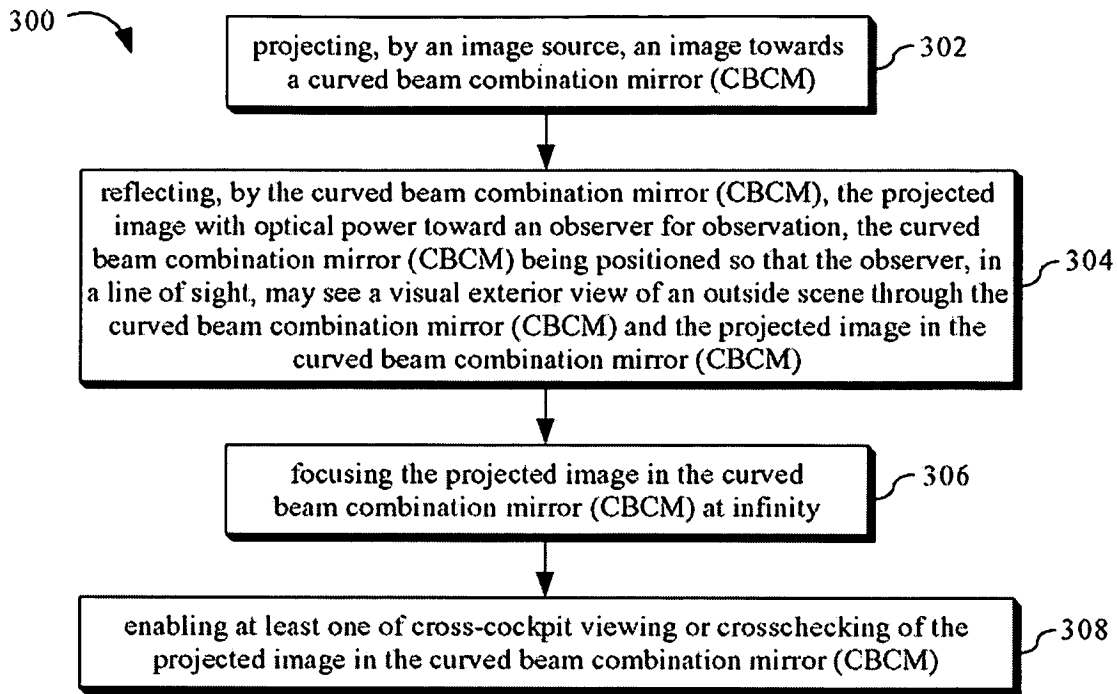 300
projecting, by an image source, an image towards
a curved beam combination mirror (CBCM)
302
reflecting, by the curved beam combination mirror (CBCM), the projected
image with optical power toward an observer for observation, the curved
beam combination mirror (CBCM) being positioned so that the observer, in
a line of sight, may see a visual exterior view of an outside scene through the
curved beam combination mirror (CBCM) and the projected image in the
curved beam combination mirror (CBCM)
304
focusing the projected image in the curved
beam combination mirror (CBCM) at infinity
306
enabling at least one of cross-cockpit viewing or crosschecking of the
projected image in the curved beam combination mirror (CBCM)
308